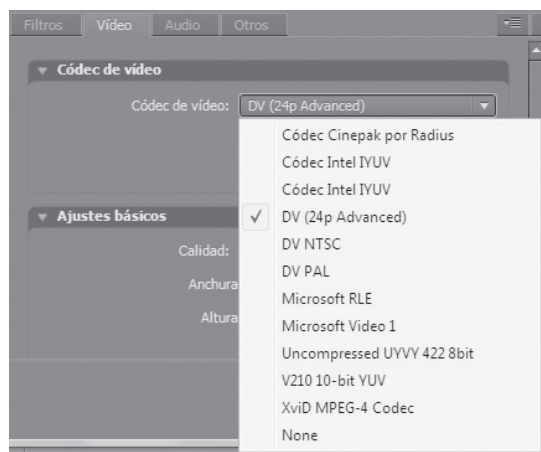 Filtros Vídeo Audio Otros
Códec de vídeo
Códec de vídeo: DV (24p Advanced)
Códec Cinepak por Radius
Códec Intel IYUV
Códec Intel IYUV
Ajustes básicos
DV (24p Advanced)
Calidad:
DV NTSC
Anchura
DV PAL
Microsoft RLE
Altura
Microsoft Video 1
Uncompressed UYVY 422 8bit
V210 10-bit YUV
XviD MPEG-4 Codec
None